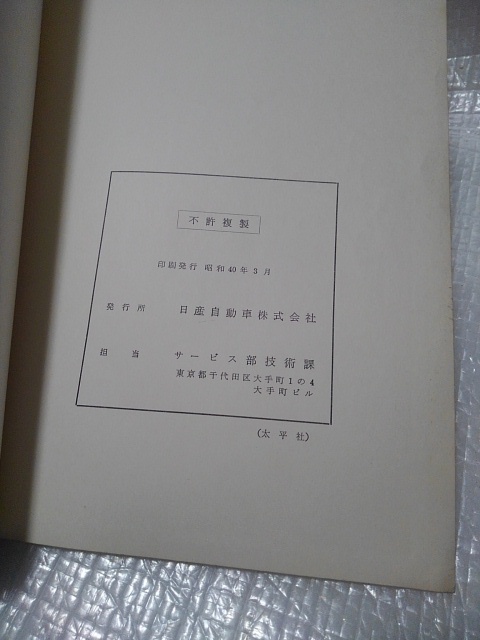 不許複製
印刷発行 昭和40年3月
発行所 日産自動車株式会社
担当 サービス部技術課
東京都千代田区大手町1の4
大手町ビル
(太平社)